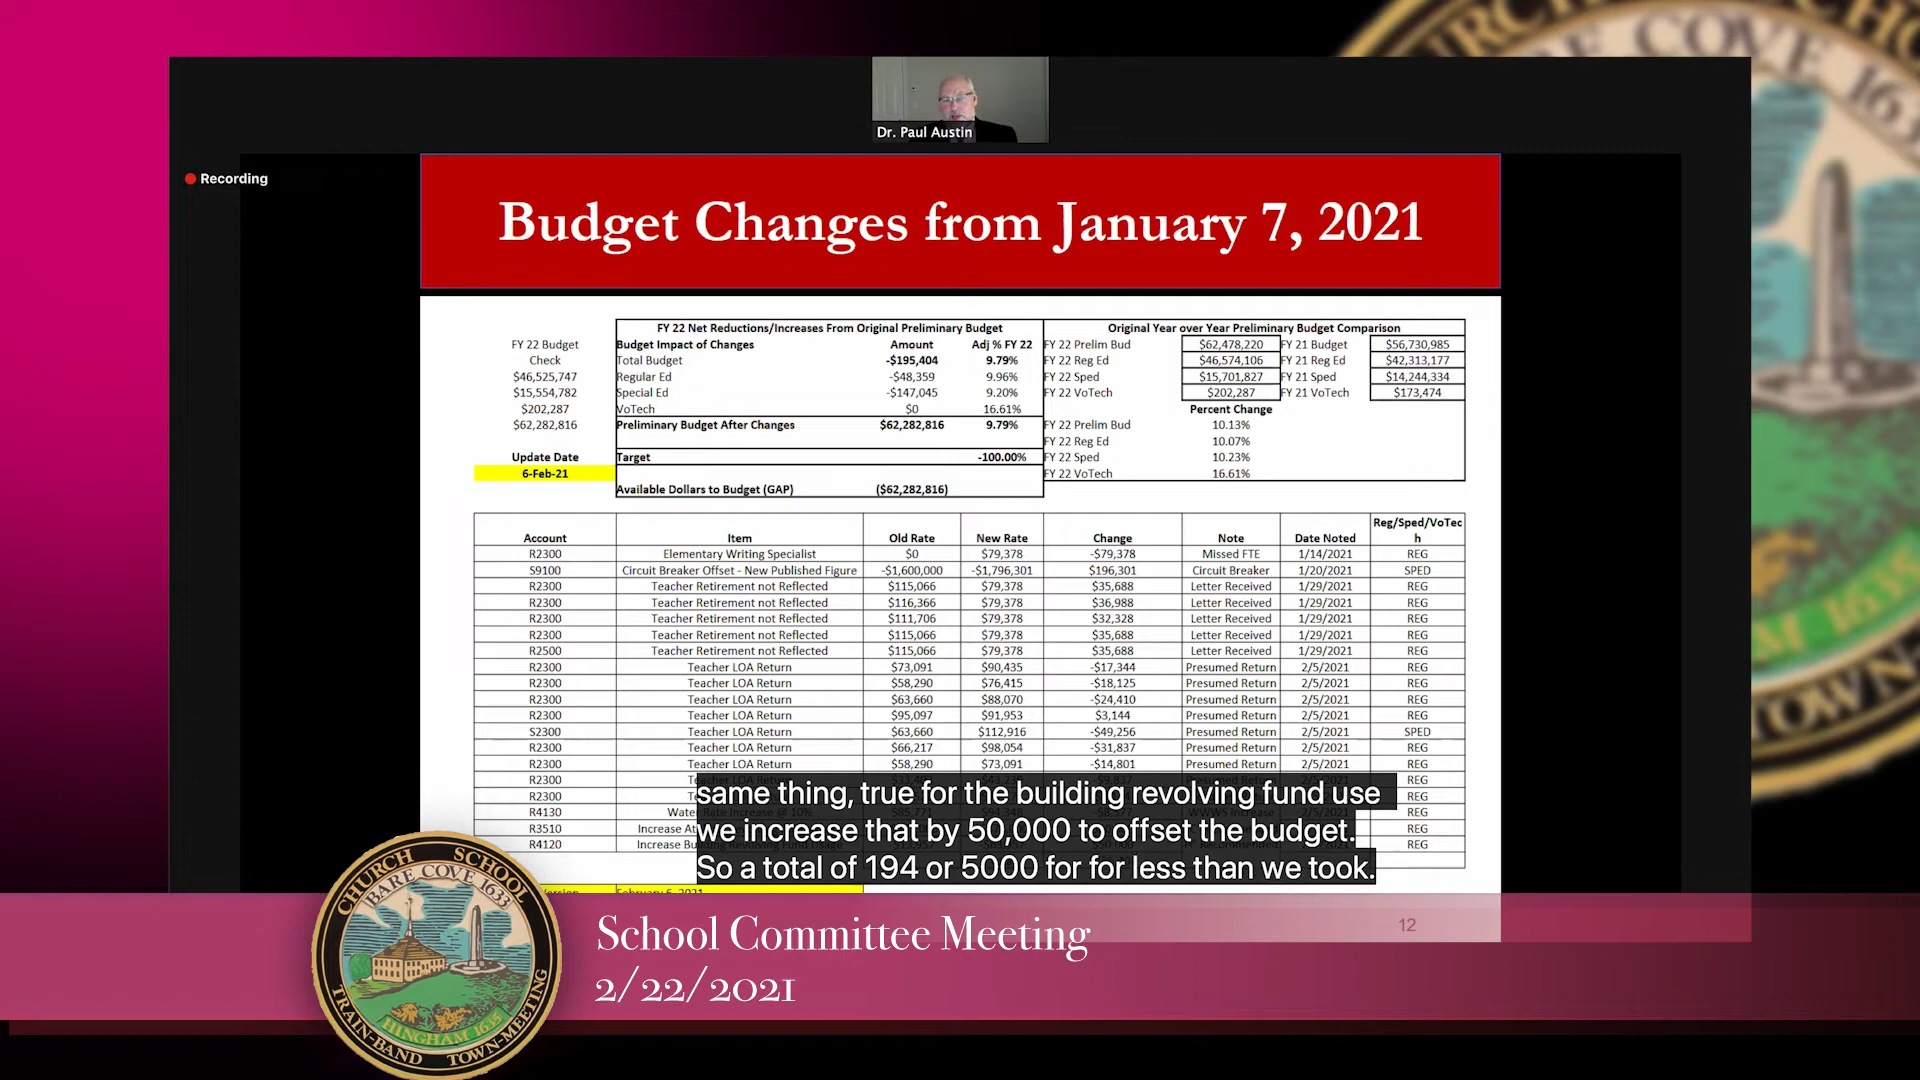 Dr. Paul Austin
Recording
Budget Changes from January 7, 2021
FY 22 Net Reductions/Increases From Original Preliminary Budget
Original Year over Year Preliminary Budget Comparison
FY 22 Budget Budget Impact of Changes Amount Adj % FY 22 FY 22 Prelim Bud $62,478,220 FY 21 Budget $56,730,985
Check Total Budget -$195,404 9.79% FY 22 Reg Ed $46,574,106 FY 21 Reg Ed $42,313,177
$46,525,747 Regular Ed -$48,359 9.96% FY 22 Sped $15,701,827 FY 21 Sped $14,244,334
$15,554,782 Special Ed -$147,045 9.20% FY 22 VoTech $202,287 FY 21 VoTech $173,474
$202,287 VoTech $0 16.61% Percent Change
$62,282,816 Preliminary Budget After Changes $62,282,816 9.79% FY 22 Prelim Bud 10.13%
FY 22 Reg Ed 10.07%
Update Date Target -100.00% FY 22 Sped 10.23%
6-Feb-21 FY 22 VoTech 16.61%
Available Dollars to Budget (GAP) ($62,282,816)
Account Item Old Rate New Rate Change Note Date Noted Reg/Sped/VoTec
h
R2300 Elementary Writing Specialist $0 $79,378 -$79,378 Missed FTE 1/14/2021 REG
S9100 Circuit Breaker Offset - New Published Figure -$1,600,000 -$1,796,301 $196,301 Circuit Breaker 1/20/2021 SPED
R2300 Teacher Retirement not Reflected $115,066 $79,378 $35,688 Letter Received 1/29/2021 REG
R2300 Teacher Retirement not Reflected $116,366 $79,378 $36,988 Letter Received 1/29/2021 REG
R2300 Teacher Retirement not Reflected $111,706 $79,378 $32,328 Letter Received 1/29/2021 REG
R2300 Teacher Retirement not Reflected $115,066 $79,378 $35,688 Letter Received 1/29/2021 REG
R2500 Teacher Retirement not Reflected $115,066 $79,378 $35,688 Letter Received 1/29/2021 REG
R2300 Teacher LOA Return $73,091 $90,435 -$17,344 Presumed Return 2/5/2021 REG
R2300 Teacher LOA Return $58,290 $76,415 -$18,125 Presumed Return 2/5/2021 REG
R2300 Teacher LOA Return $63,660 $88,070 -$24,410 Presumed Return 2/5/2021 REG
R2300 Teacher LOA Return $95,097 $91,953 $3,144 Presumed Return 2/5/2021 REG
S2300 Teacher LOA Return $63,660 $112,916 -$49,256 Presumed Return 2/5/2021 SPED
R2300 Teacher LOA Return $66,217 $98,054 -$31,837 Presumed Return 2/5/2021 REG
R2300 Teacher LOA Return $58,290 $73,091 -$14,801 Presumed Return 2/5/2021 REG
R2300 REG
R2300 REG
R4130 Water Rate Increase @ 10% REG
R3510 Increase REG
R4120 Increase Building Revolving Fund Usage REG
February 6, 2021
same thing, true for the building revolving fund use
we increase that by 50,000 to offset the budget.
So a total of 194 or 5000 for for less than we took.
12
School Committee Meeting
2/22/2021
CHURCH SCHOOL
BARE COVE 1633
HINGHAM 1635
TRAIN-BAND TOWN-MEETING